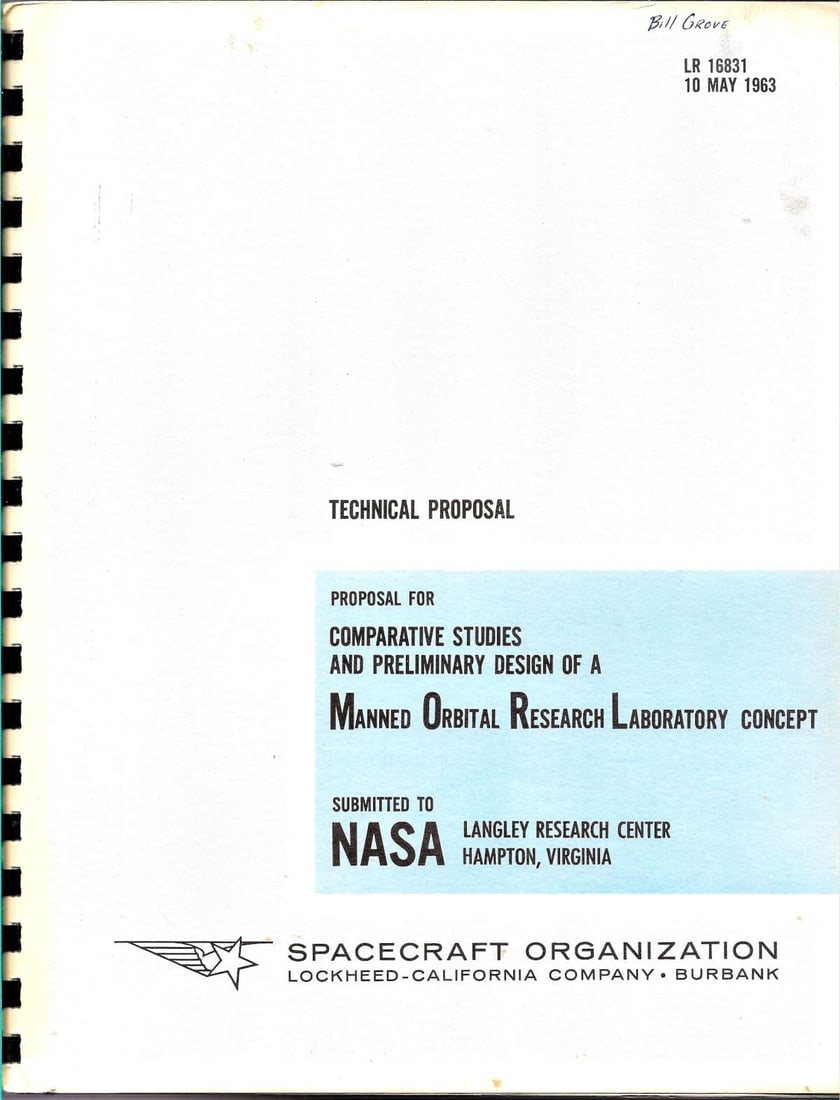 Bill Grove
LR 16831
10 MAY 1963
TECHNICAL PROPOSAL
PROPOSAL FOR
COMPARATIVE STUDIES
AND PRELIMINARY DESIGN OF A
MANNED ORBITAL RESEARCH LABORATORY CONCEPT
SUBMITTED TO
NASA LANGLEY RESEARCH CENTER
HAMPTON, VIRGINIA
SPACECRAFT ORGANIZATION
LOCKHEED-CALIFORNIA COMPANY • BURBANK